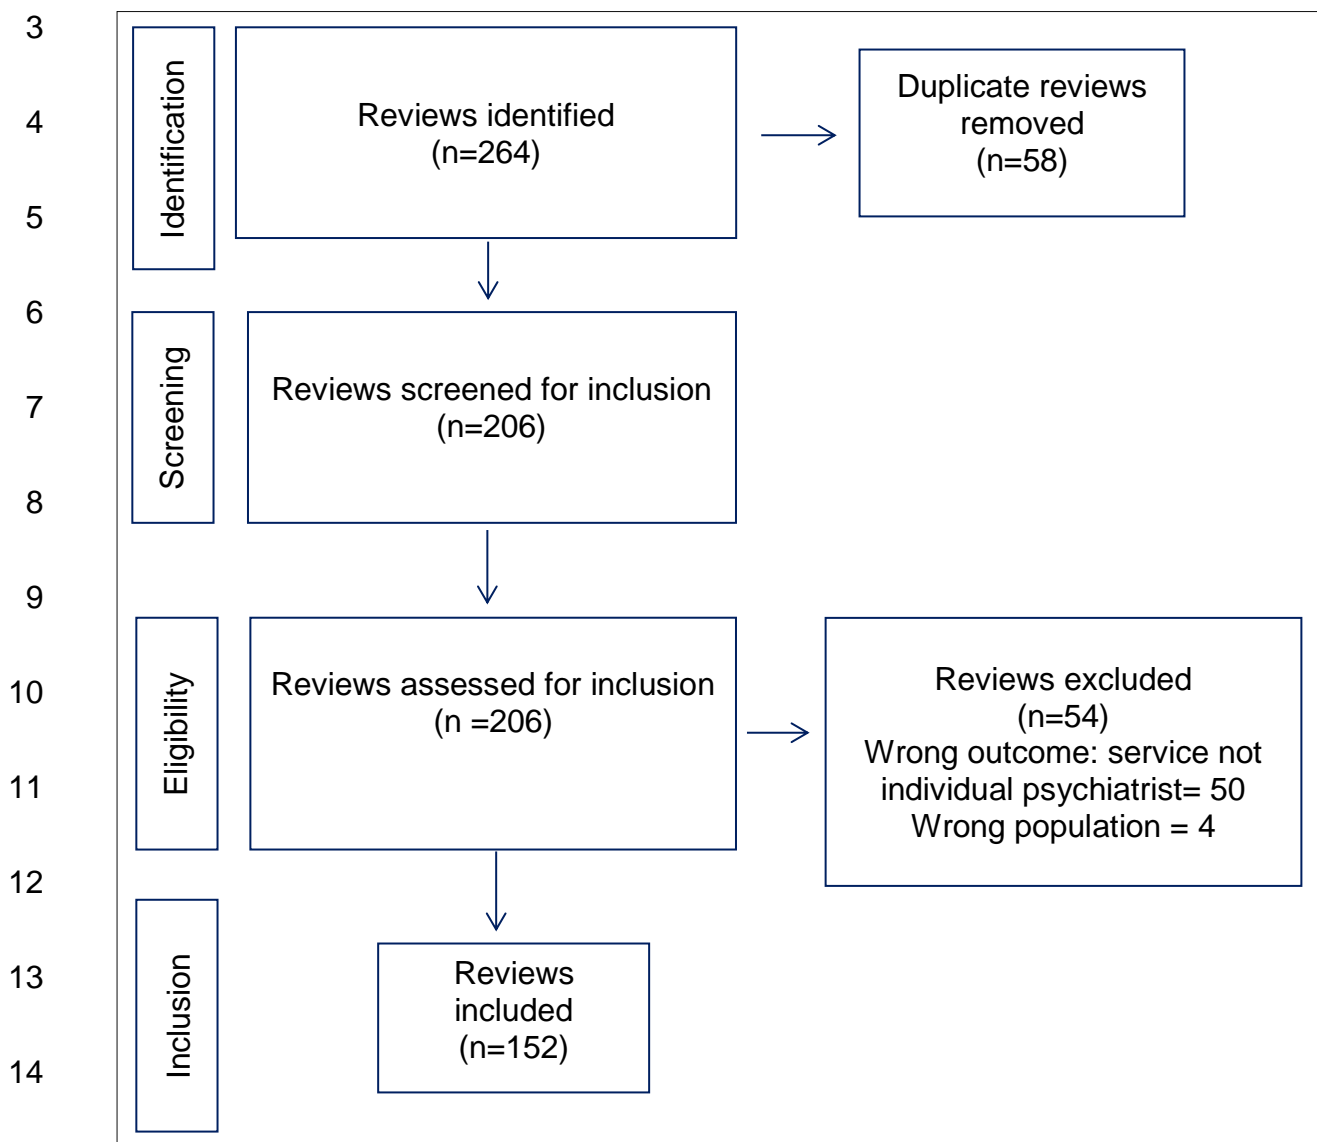 3
Identification
Reviews identified
(n=264)
Duplicate reviews
removed
(n=58)
4
5
6
Screening
Reviews screened for inclusion
(n=206)
7
8
9
Eligibility
Reviews assessed for inclusion
(n =206)
Reviews excluded
(n=54)
Wrong outcome: service not
individual psychiatrist= 50
Wrong population = 4
10
11
12
Inclusion
Reviews
included
(n=152)
13
14